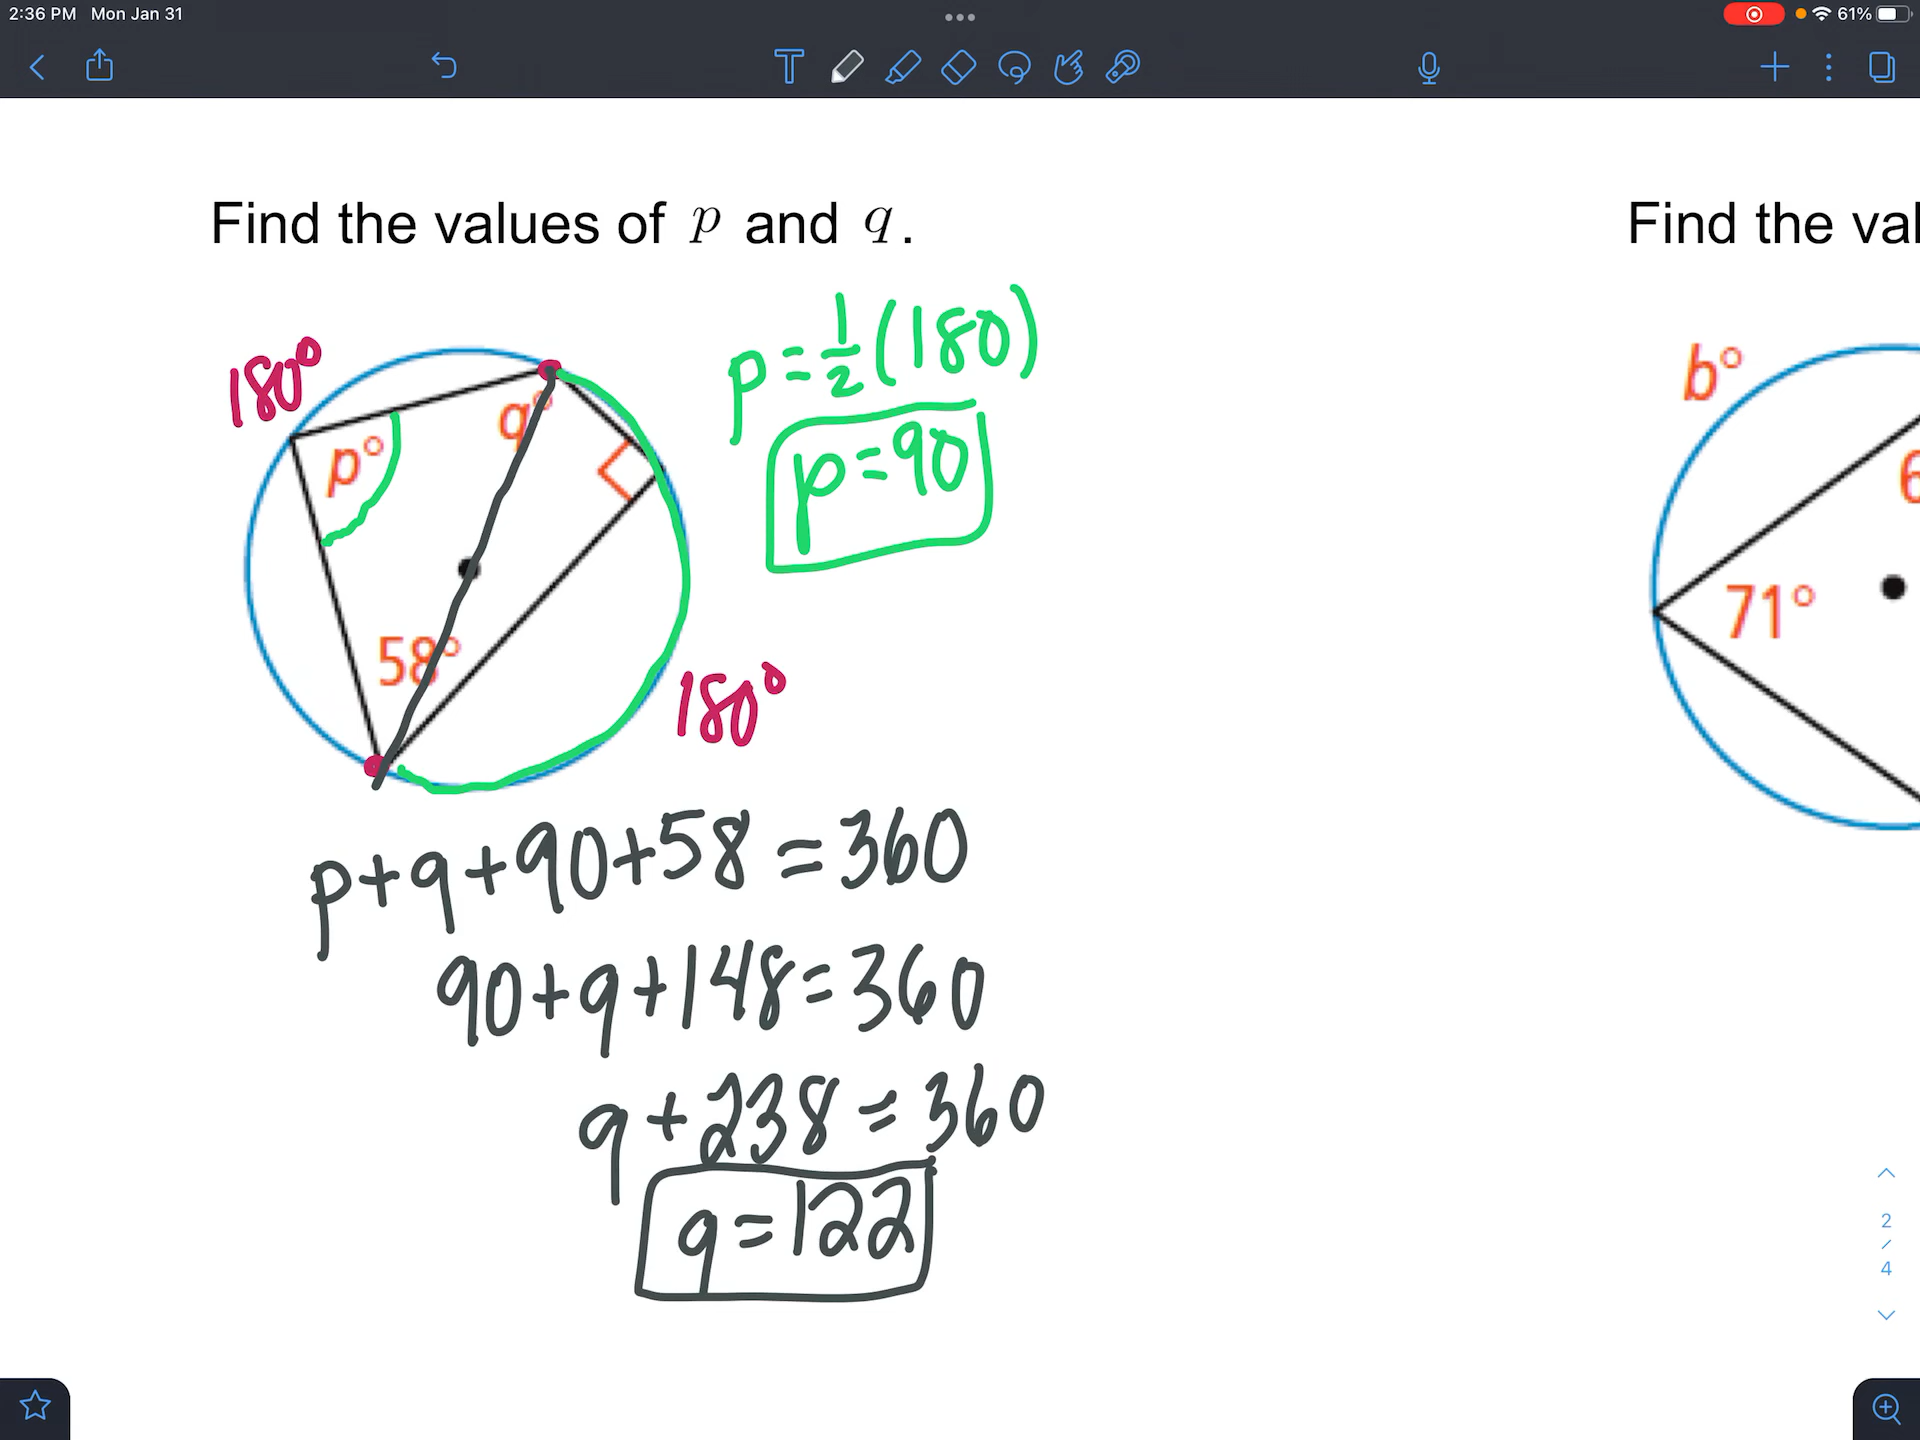 2:36 PM Mon Jan 31
61%
Find the values of p and q.
Find the val
180°
p = 1/2 (180)
p = 90
q°
p°
58°
180°
b°
6
71°
p + q + 90 + 58 = 360
90 + q + 148 = 360
q + 238 = 360
q = 122
2
/
4